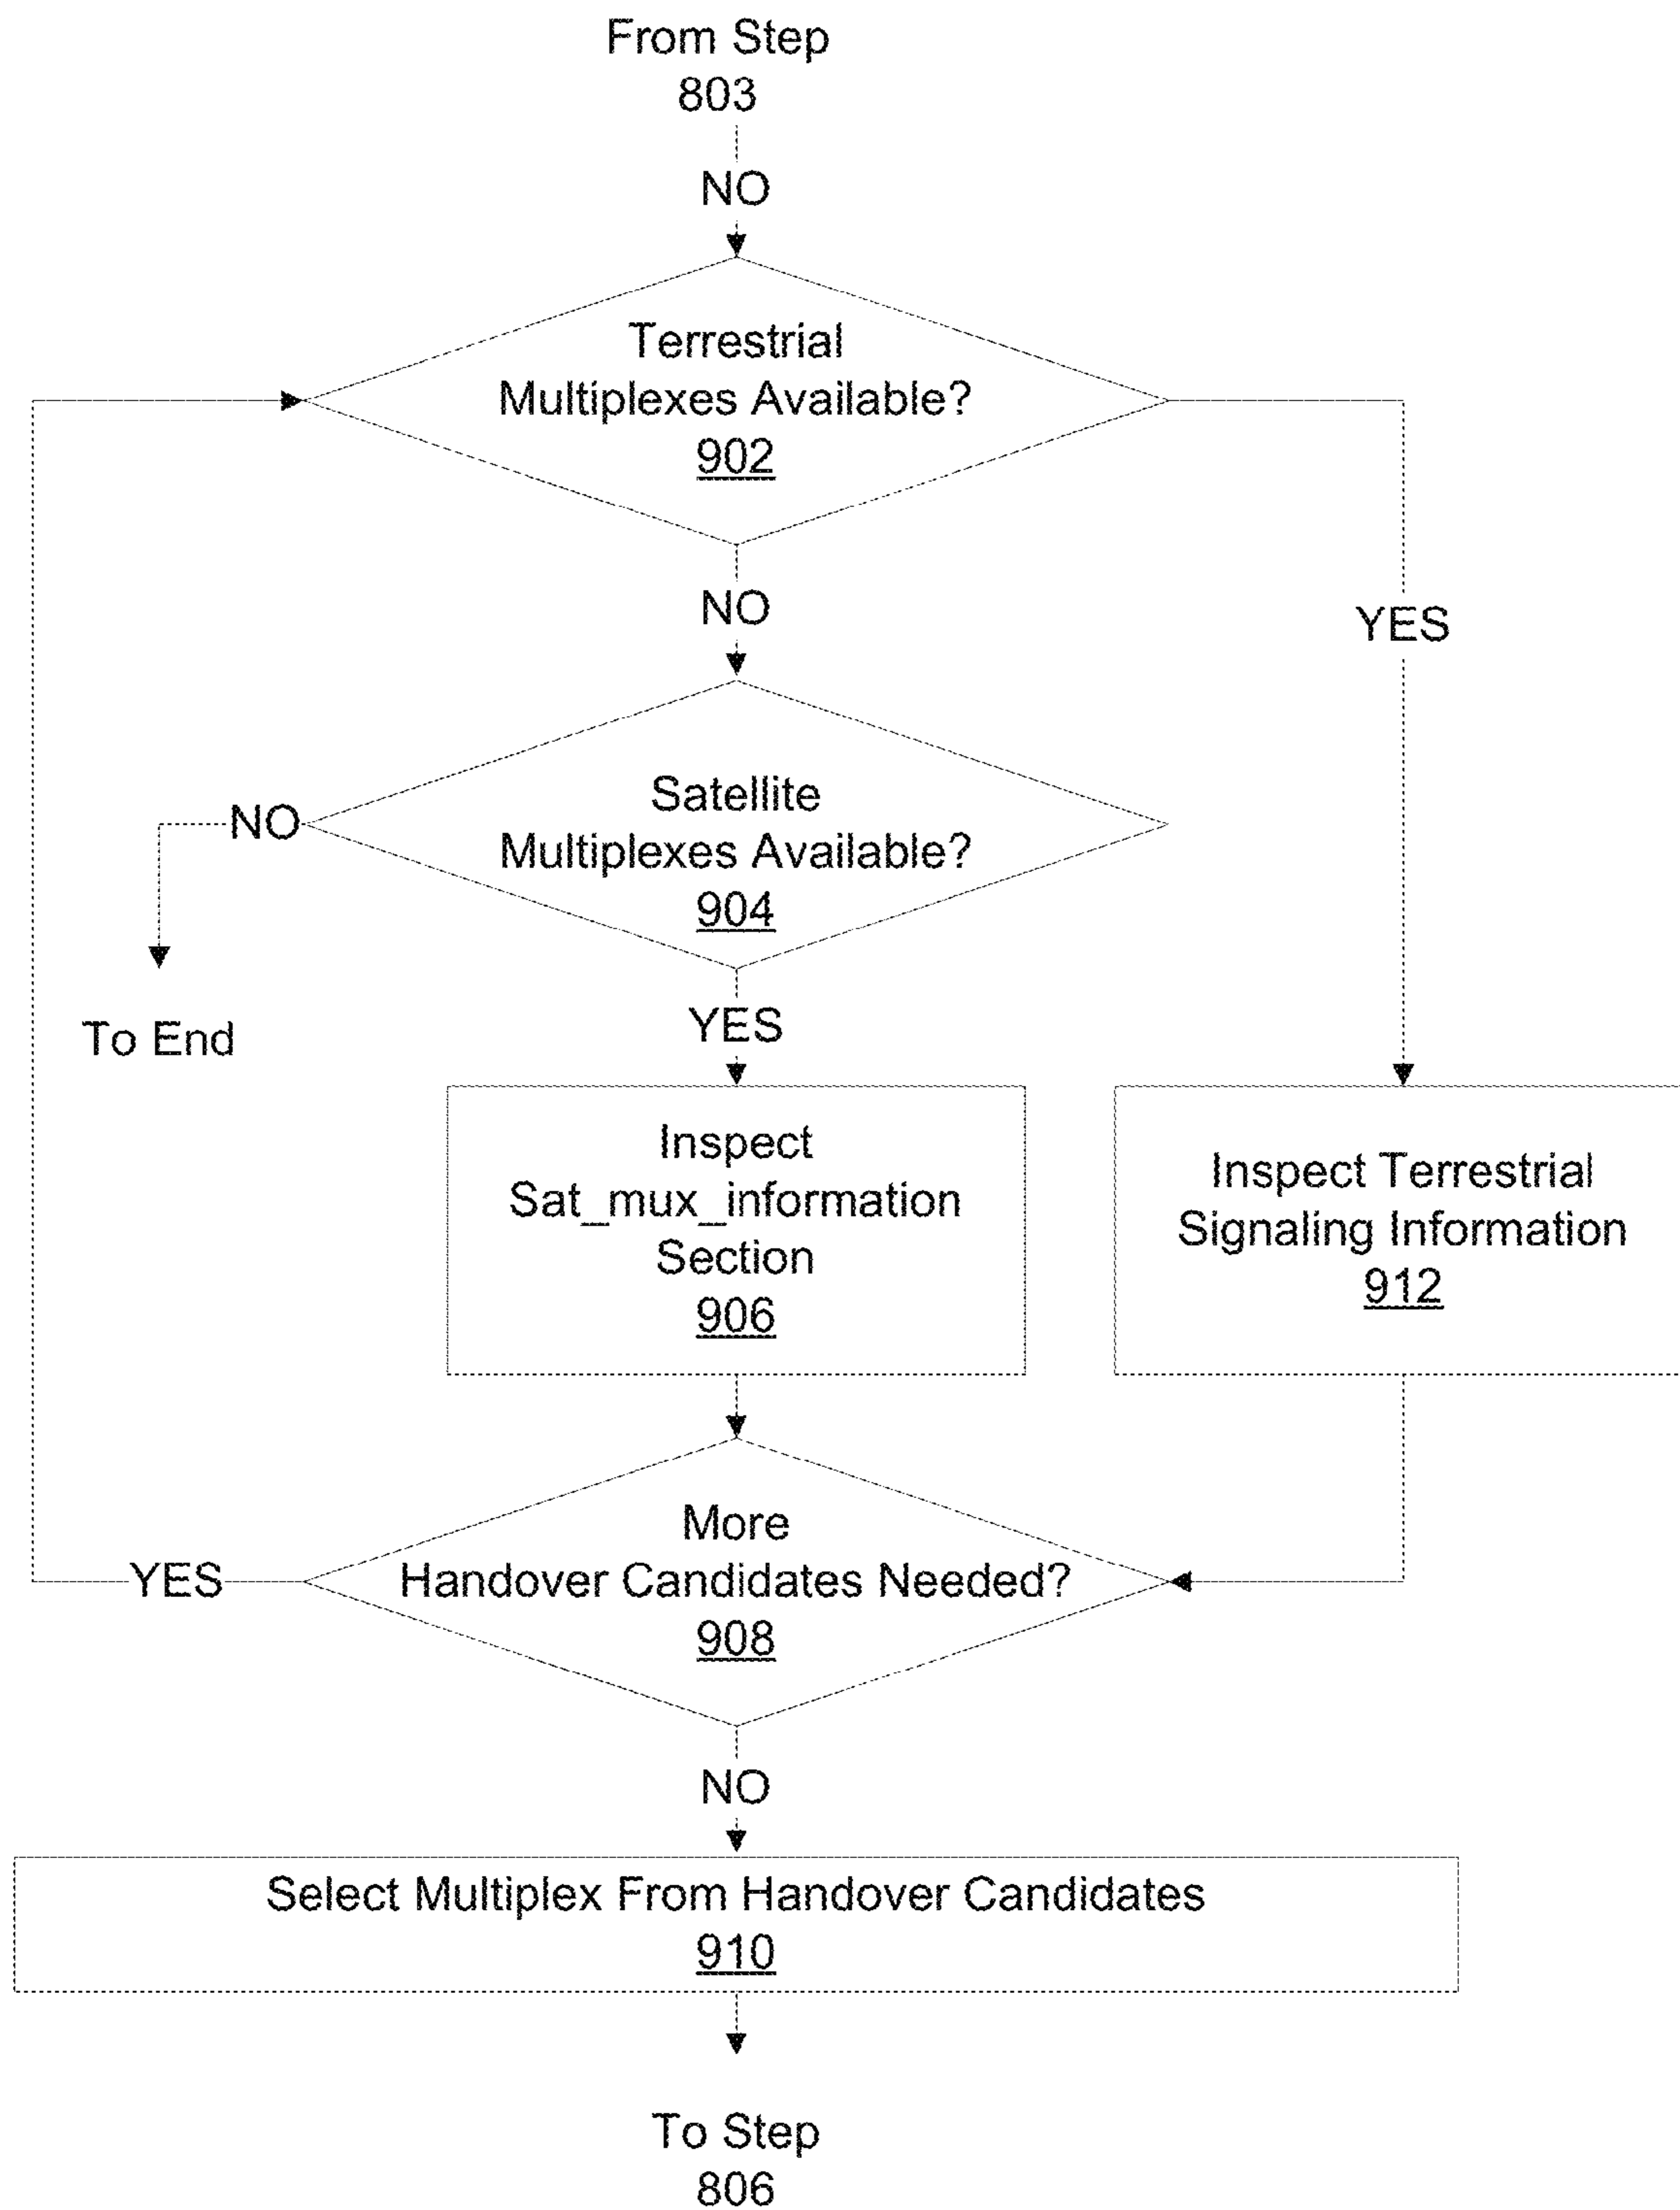 From Step
803
NO
Terrestrial
Multiplexes Available?
902
NO
YES
Satellite
Multiplexes Available?
904
NO
To End
YES
Inspect
Sat_mux_information
Section
906
Inspect Terrestrial
Signaling Information
912
More
Handover Candidates Needed?
908
YES
NO
Select Multiplex From Handover Candidates
910
To Step
806